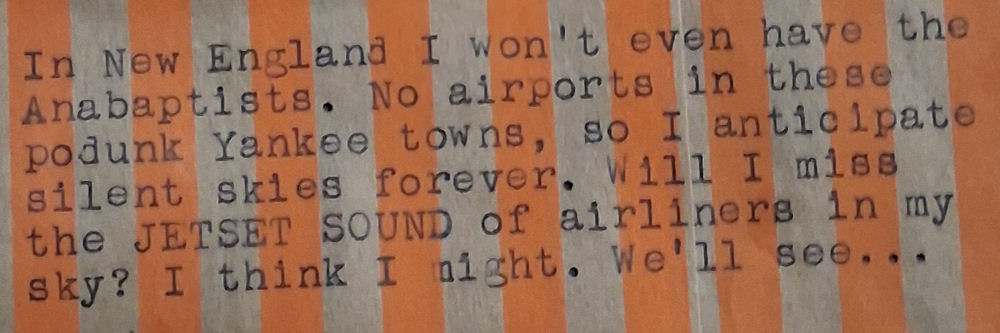 In New England I won't even have the
Anabaptists. No airports in these
podunk Yankee towns, so I anticipate
silent skies forever. Will I miss
the JETSET SOUND of airliners in my
sky? I think I might. We'll see...